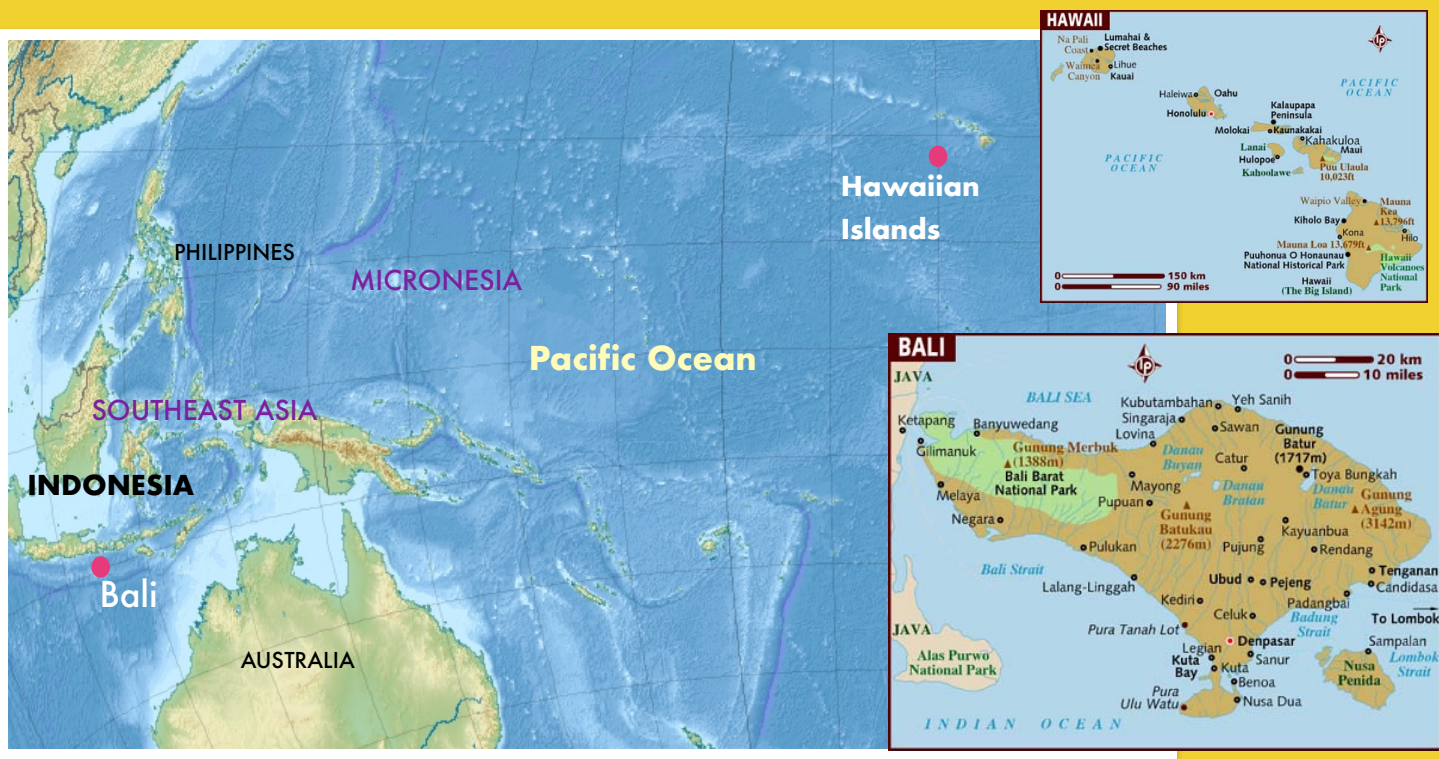 Hawaiian
Islands
PHILIPPINES
MICRONESIA
Pacific Ocean
SOUTHEAST ASIA
INDONESIA
Bali
AUSTRALIA
HAWAII
Na Pali
Coast
Lumahai &
Secret Beaches
Waimea
Canyon
Lihue
Kauai
PACIFIC
OCEAN
Haleiwa
Oahu
Honolulu
Kalaupapa
Peninsula
Molokai
Kaunakakai
Kahakuloa
Lanai
Maui
Hulopoe
Kahoolawe
Puu Ulaula
10,023ft
PACIFIC
OCEAN
Waipio Valley
Mauna
Kea
13,796ft
Kiholo Bay
Kona
Hilo
Mauna Loa 13,679ft
Puuhonua O Honaunau
National Historical Park
Hawaii
Volcanoes
National
Park
Hawaii
(The Big Island)
0 150 km
0 90 miles
BALI
0 20 km
0 10 miles
JAVA
BALI SEA
Kubutambahan
Yeh Sanih
Ketapang
Banyuwedang
Singaraja
Sawan
Lovina
Gunung
Batur
(1717m)
Gilimanuk
Gunung Merbuk
(1388m)
Danau
Buyan
Catur
Bali Barat
National Park
Toya Bungkah
Melaya
Mayong
Danau
Bratan
Danau
Batur
Gunung
Agung
(3142m)
Pupuan
Negara
Gunung
Batukau
(2276m)
Kayuanbua
Pulukan
Pujung
Rendang
Bali Strait
Lalang-Linggah
Ubud
Pejeng
Tenganan
Candidasa
Kediri
Padangbai
Celuk
Badung
Strait
To Lombok
Pura Tanah Lot
JAVA
Denpasar
Sampalan
Alas Purwo
National Park
Legian
Kuta
Bay
Sanur
Kuta
Lombok
Strait
Nusa
Penida
Benoa
Pura
Ulu Watu
Nusa Dua
INDIAN OCEAN